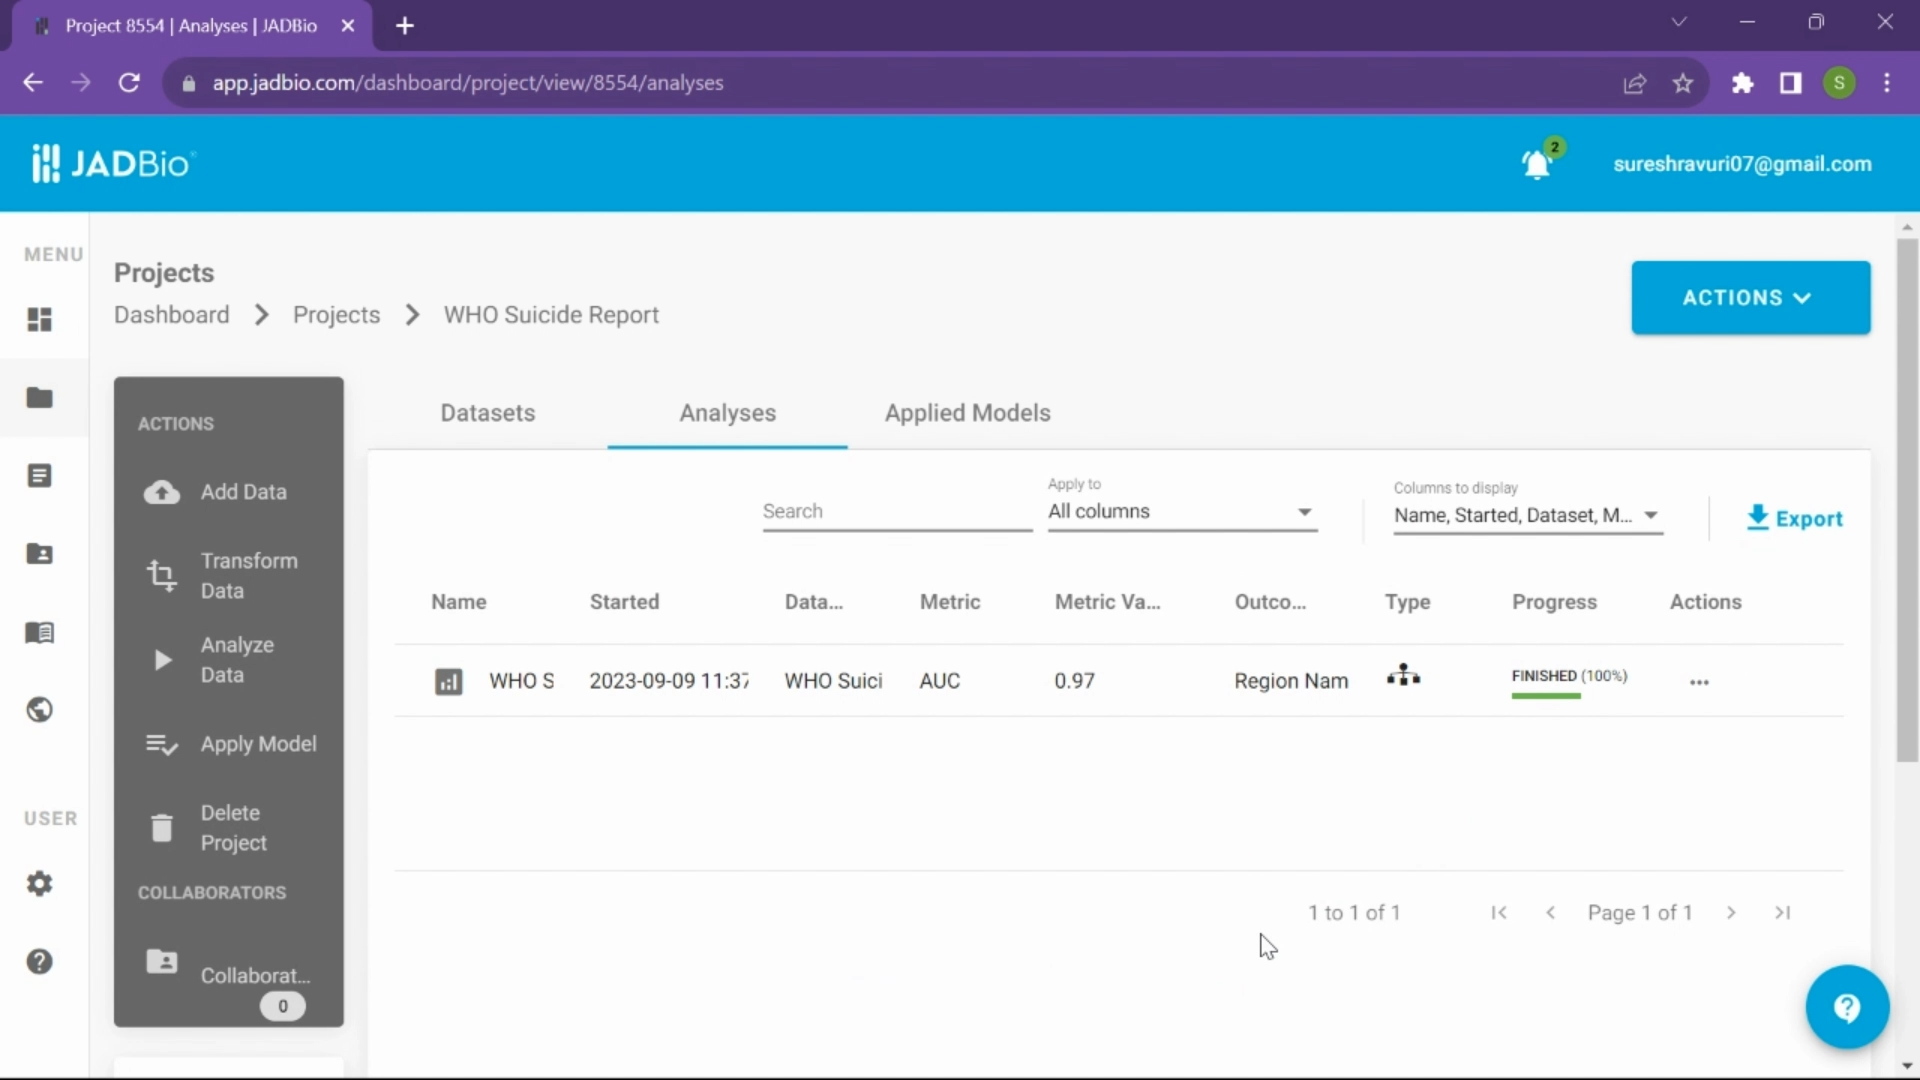 Project 8554 | Analyses | JADBio
app.jadbio.com/dashboard/project/view/8554/analyses
S
JADBio
2
sureshravuri07@gmail.com
MENU
Projects
Dashboard > Projects > WHO Suicide Report
ACTIONS
ACTIONS
Add Data
Transform
Data
Analyze
Data
Apply Model
Delete
Project
COLLABORATORS
Collaborat...
0
USER
Datasets Analyses Applied Models
Search
Apply to
All columns
Columns to display
Name, Started, Dataset, M...
Export
Name Started Data... Metric Metric Va... Outco... Type Progress Actions
WHO S 2023-09-09 11:37 WHO Suici AUC 0.97 Region Nam FINISHED (100%) ...
1 to 1 of 1 Page 1 of 1